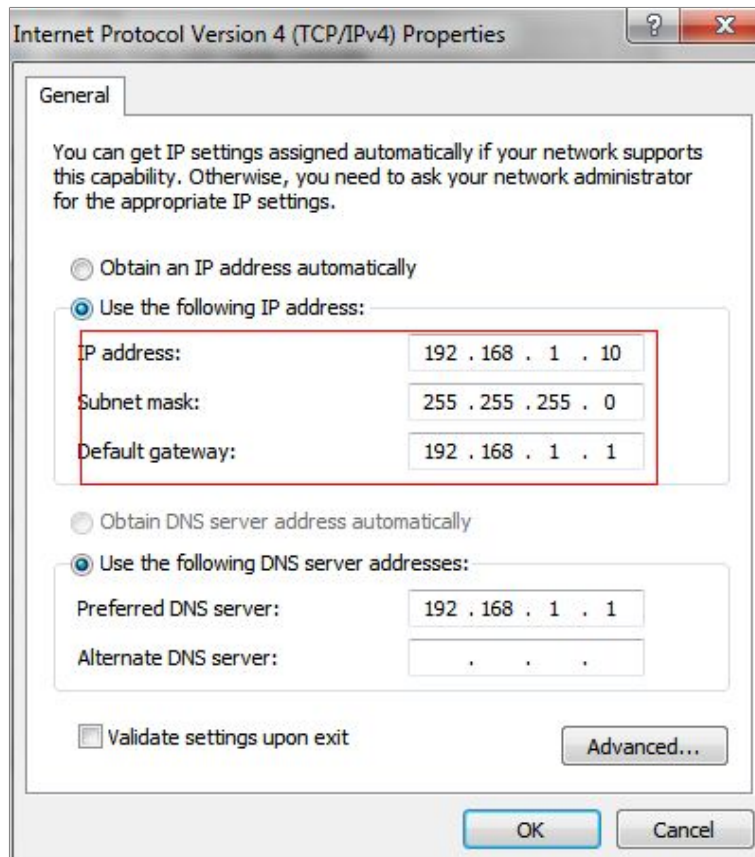 Internet Protocol Version 4 (TCP/IPv4) Properties
?
X
General
You can get IP settings assigned automatically if your network supports
this capability. Otherwise, you need to ask your network administrator
for the appropriate IP settings.
Obtain an IP address automatically
Use the following IP address:
IP address: 192 . 168 . 1 . 10
Subnet mask: 255 . 255 . 255 . 0
Default gateway: 192 . 168 . 1 . 1
Obtain DNS server address automatically
Use the following DNS server addresses:
Preferred DNS server: 192 . 168 . 1 . 1
Alternate DNS server: . . .
Validate settings upon exit
Advanced...
OK Cancel